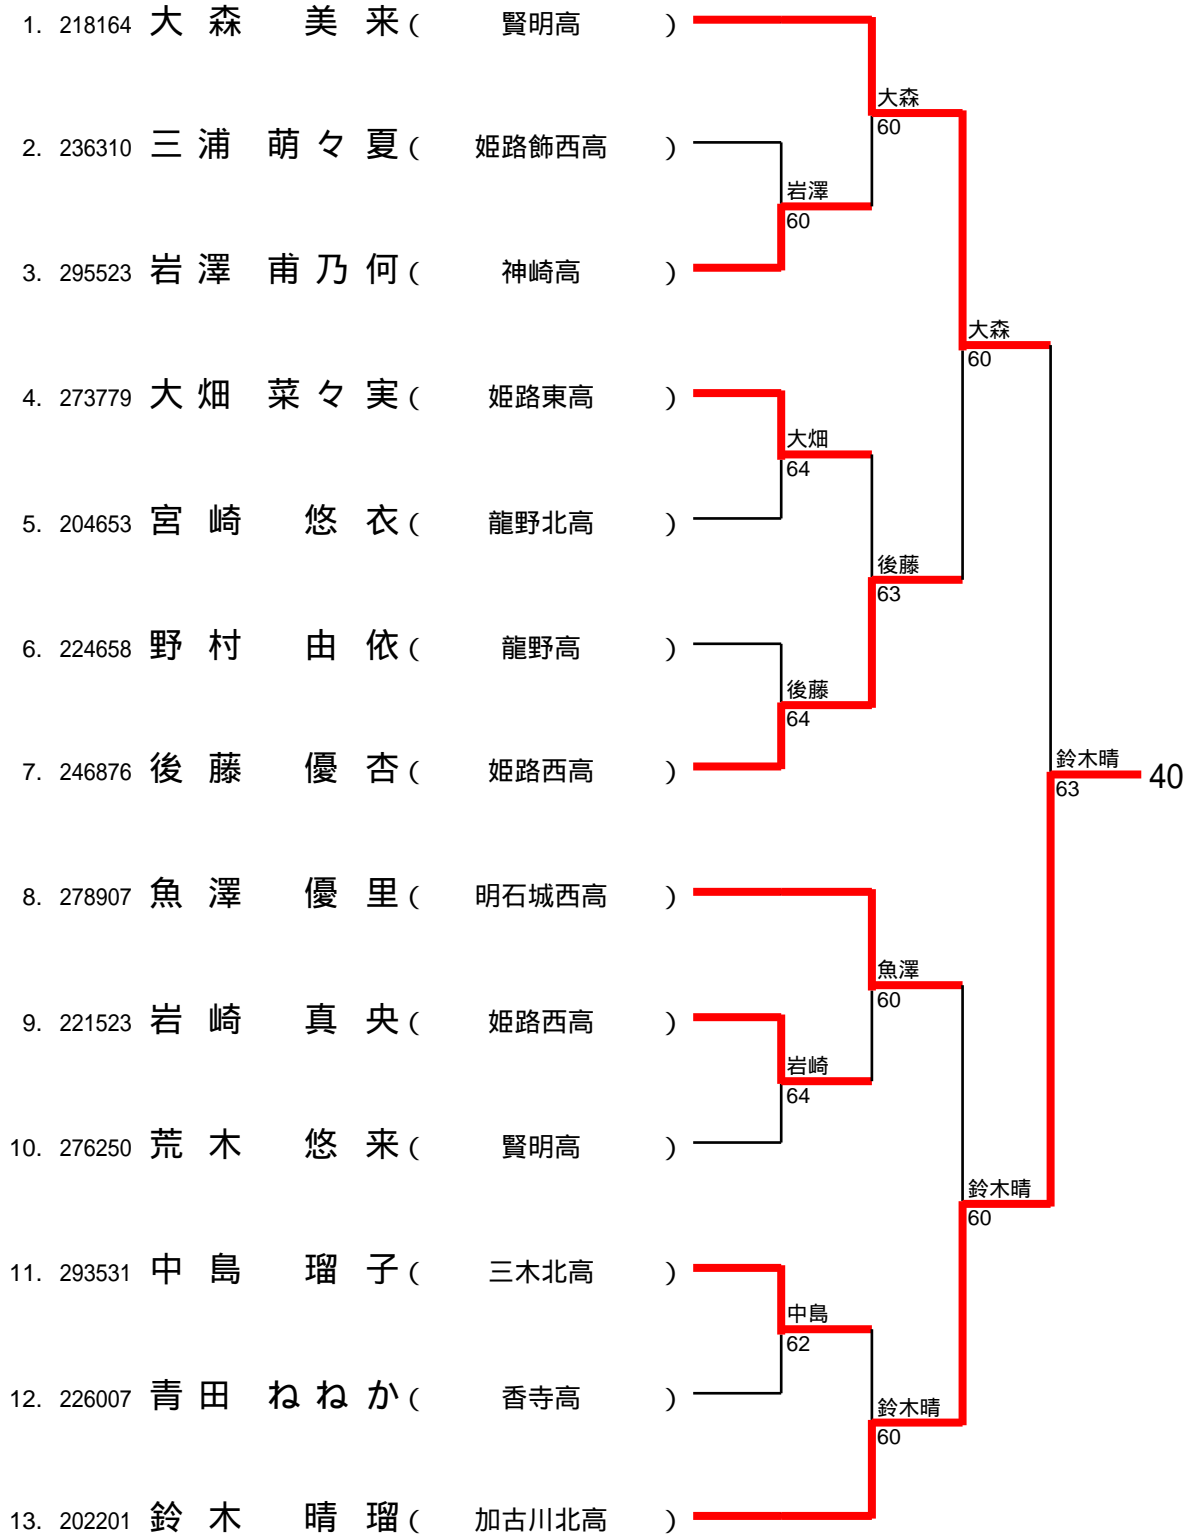 1. 218164 大森 美来 ( 賢明高 )
大森
60
2. 236310 三浦 萌々夏 ( 姫路飾西高 )
岩澤
60
3. 295523 岩澤 甫乃何 ( 神崎高 )
大森
60
4. 273779 大畑 菜々実 ( 姫路東高 )
大畑
64
5. 204653 宮崎 悠衣 ( 龍野北高 )
後藤
63
6. 224658 野村 由依 ( 龍野高 )
後藤
64
7. 246876 後藤 優杏 ( 姫路西高 )
鈴木晴
63
40
8. 278907 魚澤 優里 ( 明石城西高 )
魚澤
60
9. 221523 岩崎 真央 ( 姫路西高 )
岩崎
64
10. 276250 荒木 悠来 ( 賢明高 )
鈴木晴
60
11. 293531 中島 瑠子 ( 三木北高 )
中島
62
12. 226007 青田 ねねか ( 香寺高 )
鈴木晴
60
13. 202201 鈴木 晴瑠 ( 加古川北高 )